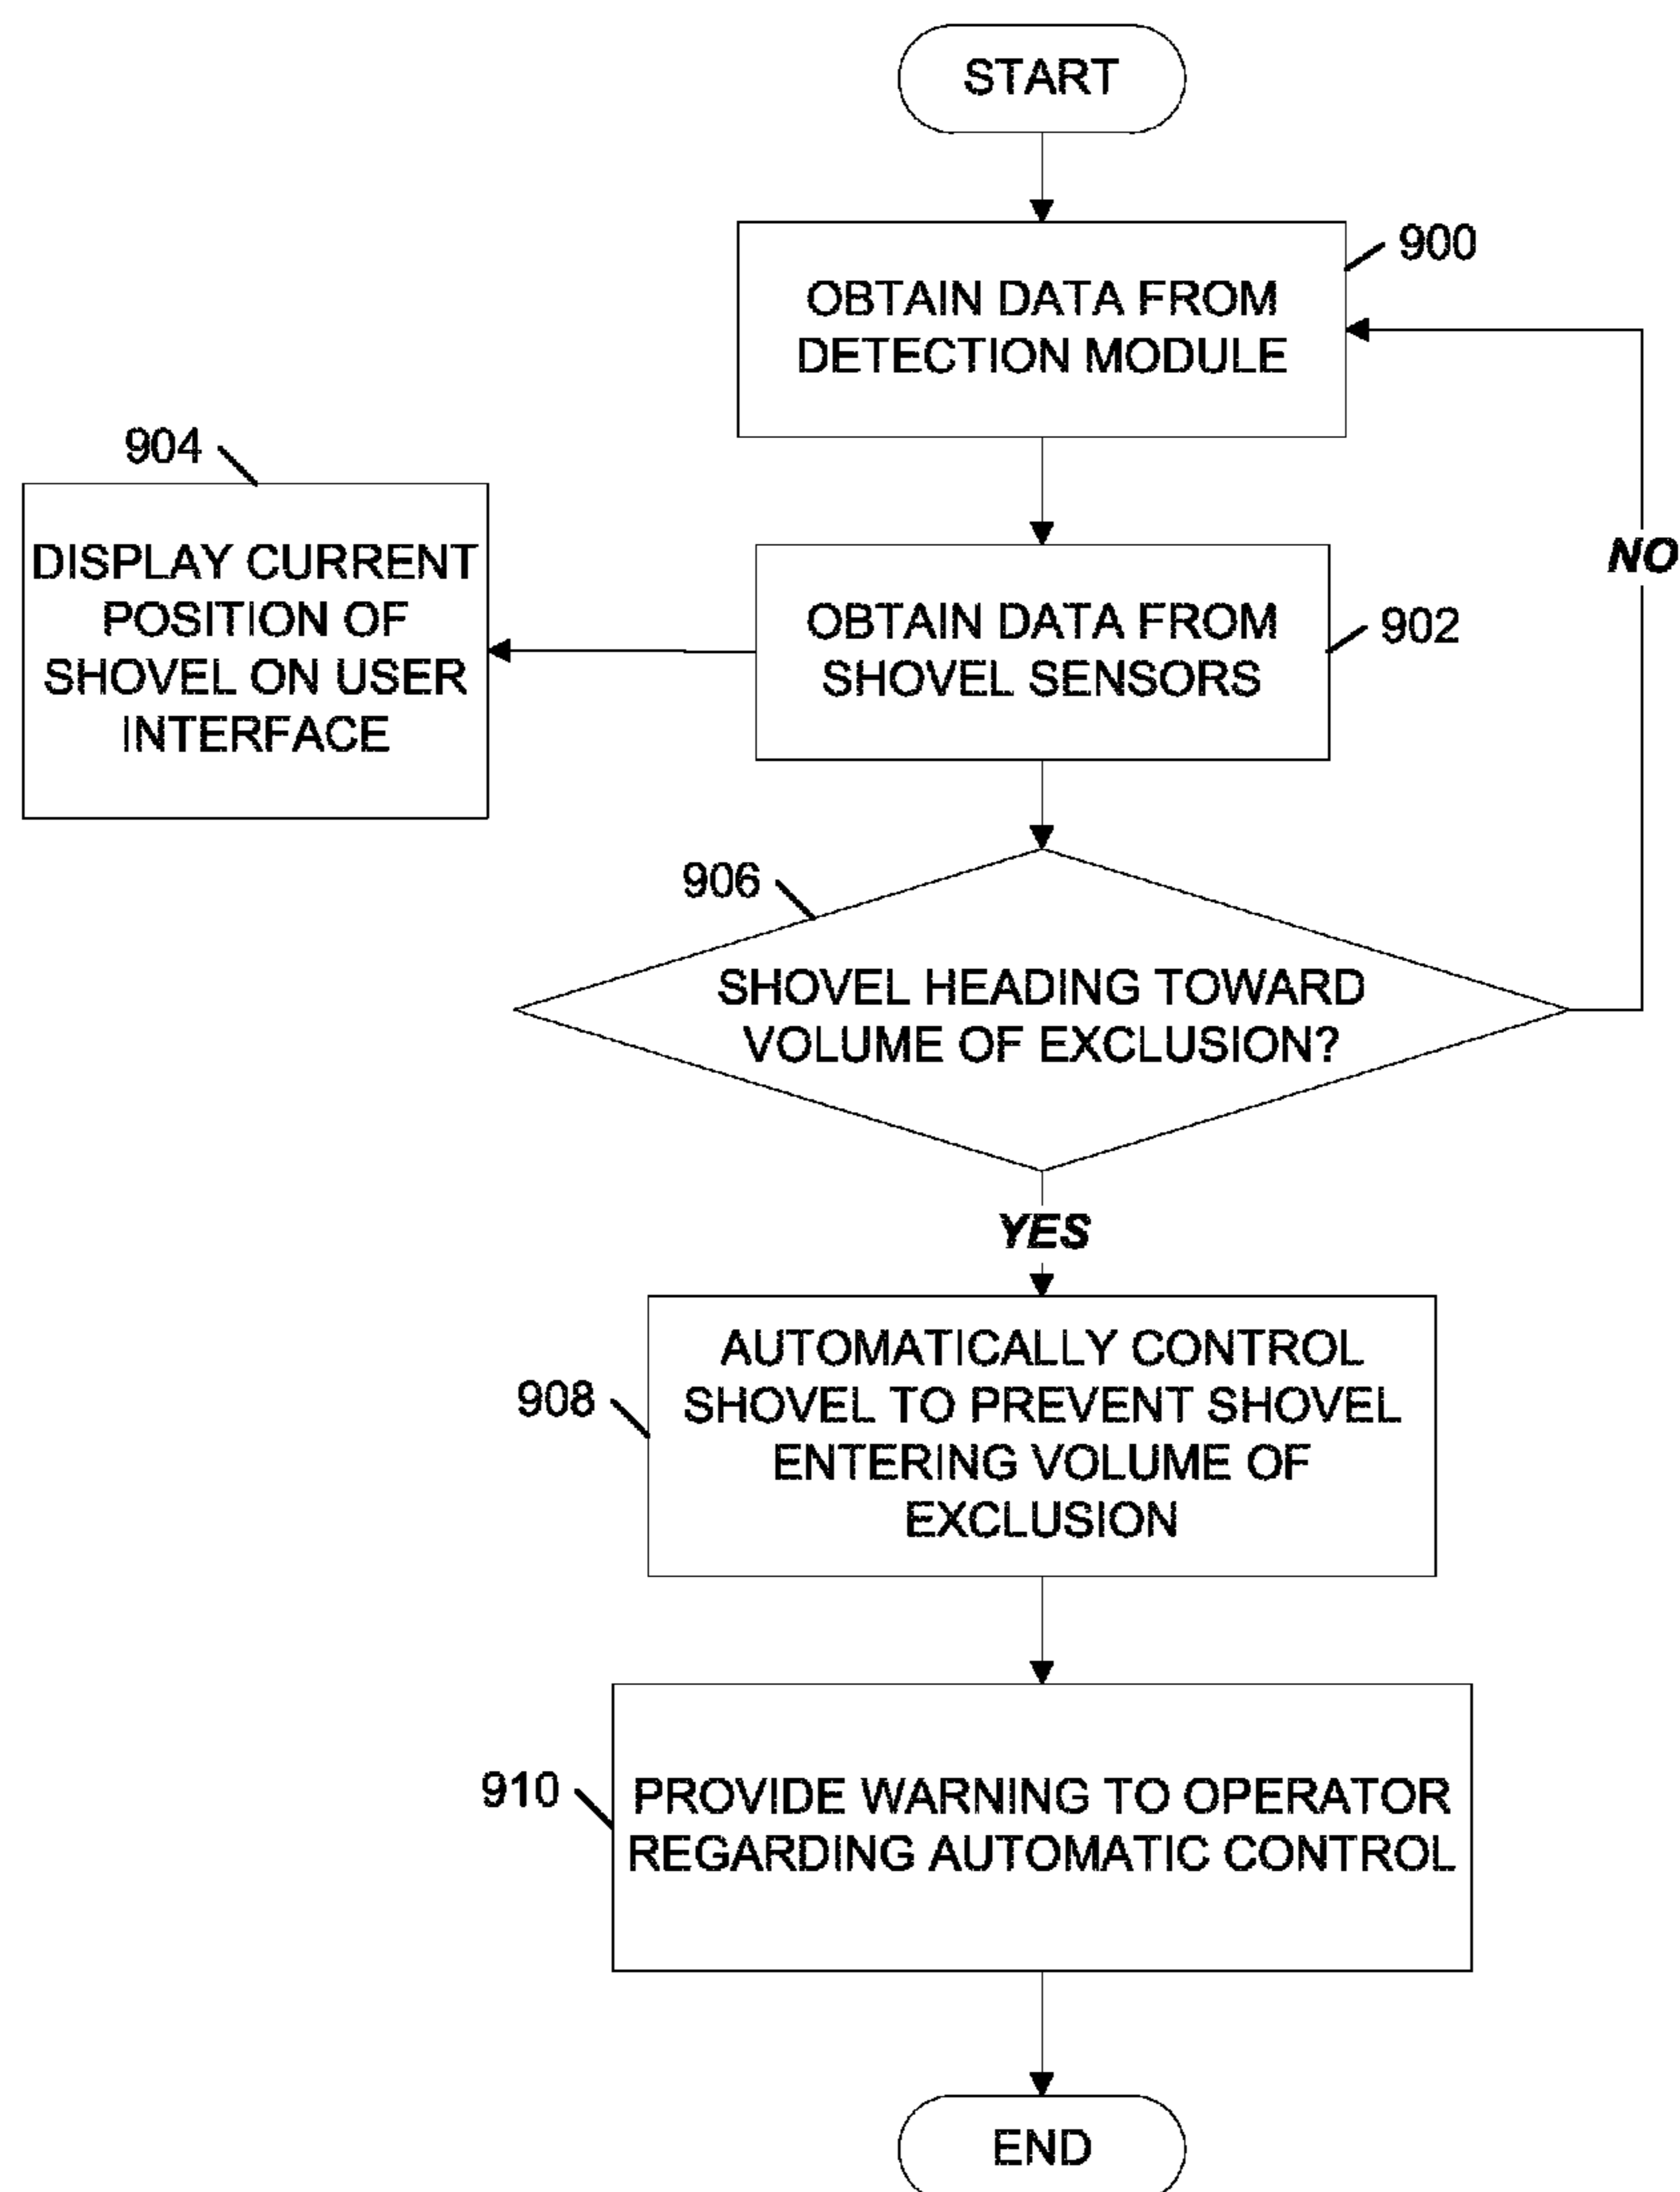 START
900
OBTAIN DATA FROM
DETECTION MODULE
904
DISPLAY CURRENT
POSITION OF
SHOVEL ON USER
INTERFACE
OBTAIN DATA FROM
SHOVEL SENSORS
902
NO
906
SHOVEL HEADING TOWARD
VOLUME OF EXCLUSION?
YES
908
AUTOMATICALLY CONTROL
SHOVEL TO PREVENT SHOVEL
ENTERING VOLUME OF
EXCLUSION
910
PROVIDE WARNING TO OPERATOR
REGARDING AUTOMATIC CONTROL
END